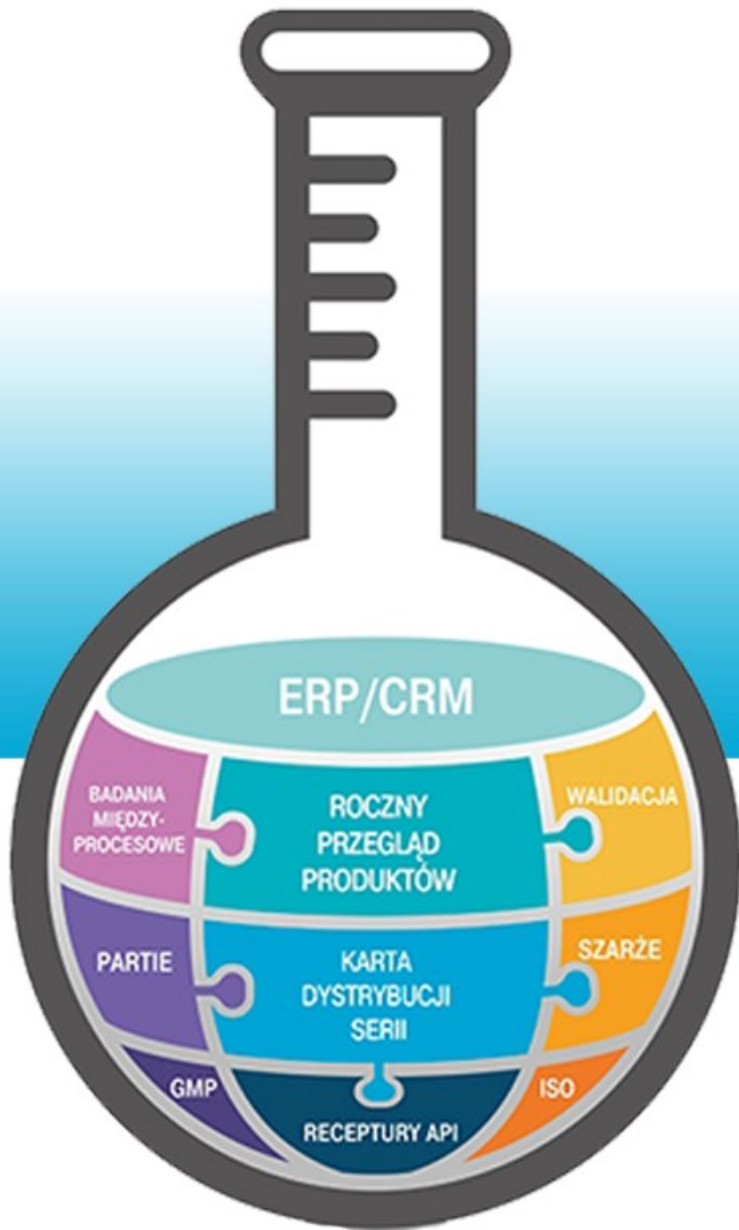 ERP/CRM
BADANIA
MIĘDZY-
PROCESOWE
ROCZNY
PRZEGLĄD
PRODUKTÓW
WALIDACJA
PARTIE
KARTA
DYSTRYBUCJI
SERII
SZARŻE
GMP
RECEPTURY API
ISO